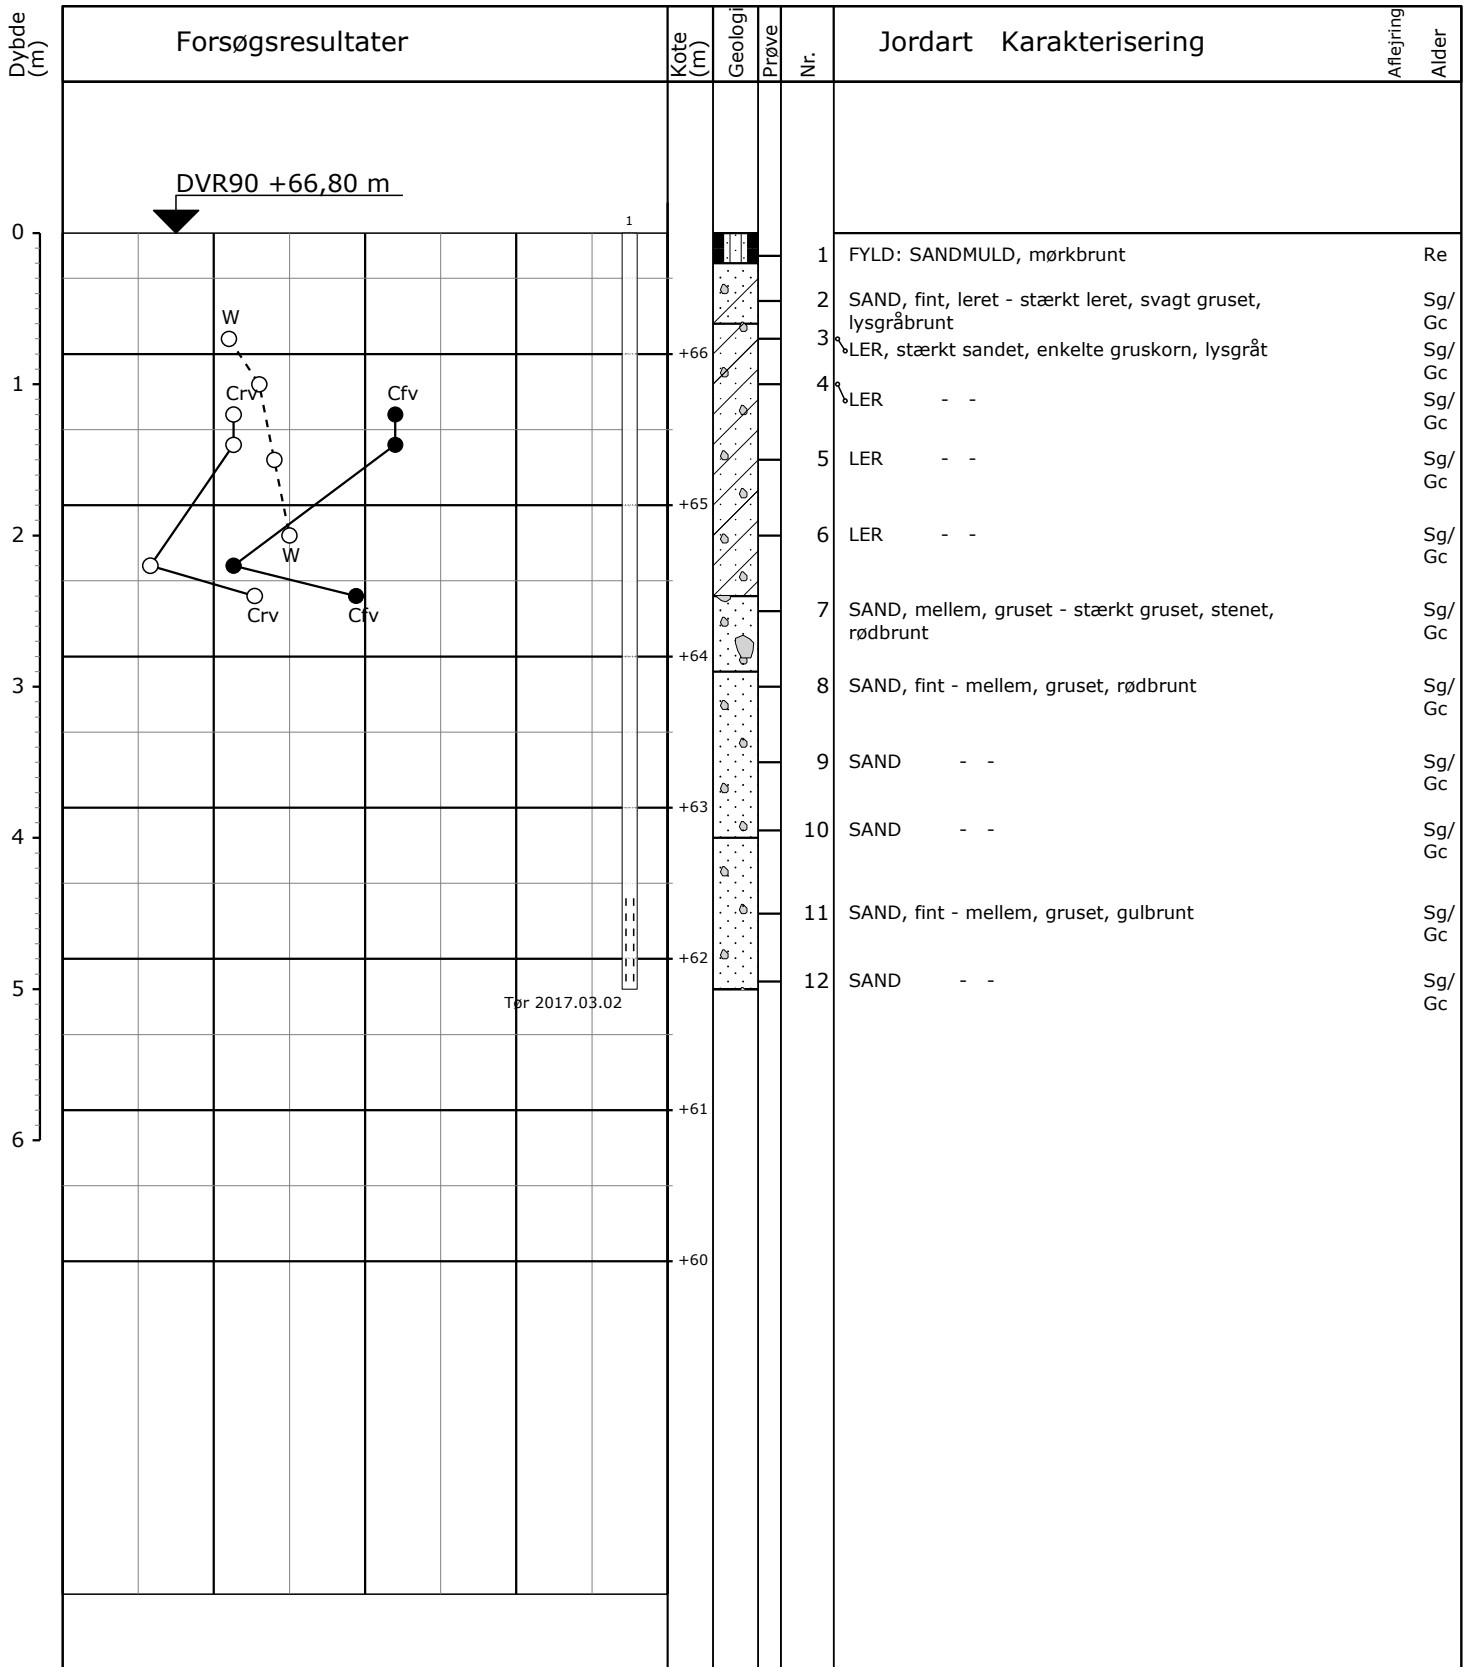 Dybde
(m)
Forsøgsresultater
Kote
(m)
Geologi
Prøve
Nr.
Jordart Karakterisering
Aflejring
Alder
DVR90 +66,80 m
0
1
2
3
4
5
6
1
W
Crv
Cfv
W
Crv
Cfv
Tør 2017.03.02
+66
+65
+64
+63
+62
+61
+60
1 FYLD: SANDMULD, mørkbrunt Re
2 SAND, fint, leret - stærkt leret, svagt gruset, Sg/
lysgråbrunt Gc
3 LER, stærkt sandet, enkelte gruskorn, lysgråt Sg/
Gc
4 LER - - Sg/
Gc
5 LER - - Sg/
Gc
6 LER - - Sg/
Gc
7 SAND, mellem, gruset - stærkt gruset, stenet, Sg/
rødbrunt Gc
8 SAND, fint - mellem, gruset, rødbrunt Sg/
Gc
9 SAND - - Sg/
Gc
10 SAND - - Sg/
Gc
11 SAND, fint - mellem, gruset, gulbrunt Sg/
Gc
12 SAND - - Sg/
Gc